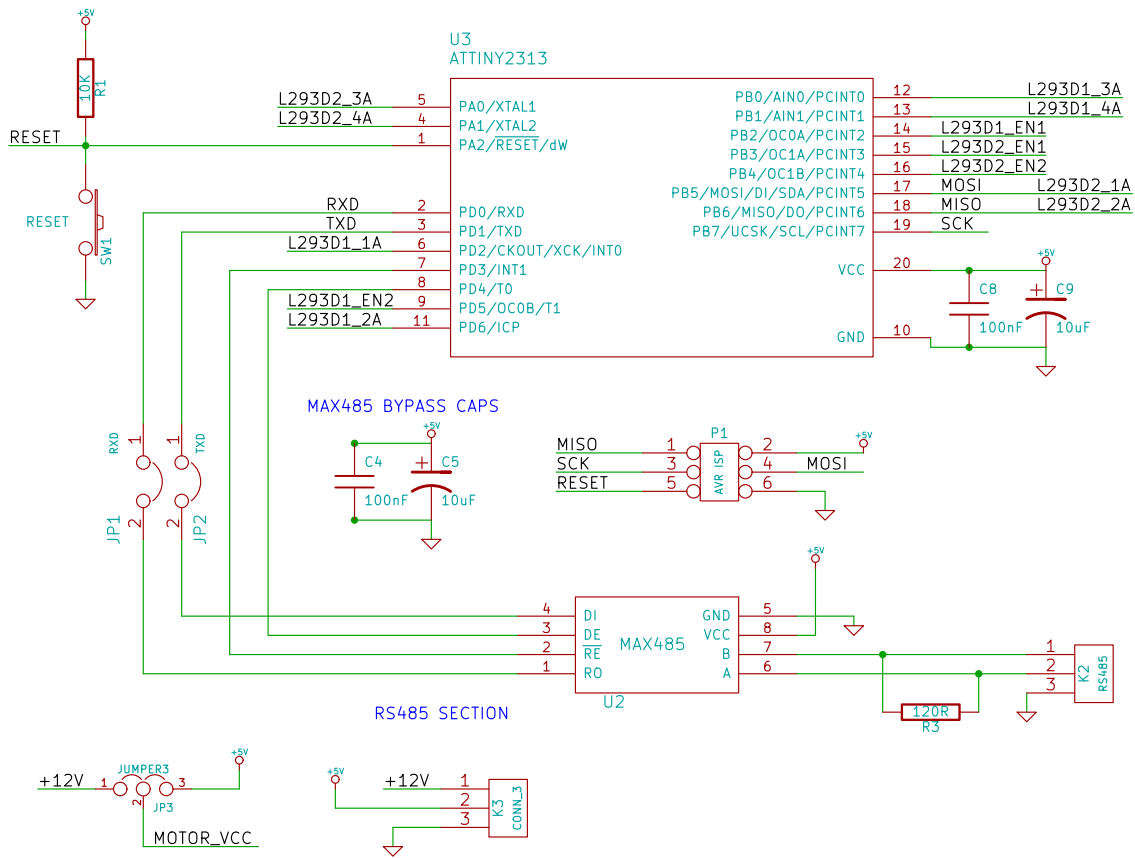 +5V
10K
R1
RESET
RESET
SW1
U3
ATTINY2313
L293D2_3A 5 PA0/XTAL1
L293D2_4A 4 PA1/XTAL2
1 PA2/RESET/dW
RXD 2 PD0/RXD
TXD 3 PD1/TXD
L293D1_1A 6 PD2/CKOUT/XCK/INT0
7 PD3/INT1
8 PD4/T0
L293D1_EN2 9 PD5/OC0B/T1
L293D1_2A 11 PD6/ICP
PB0/AIN0/PCINT0 12 L293D1_3A
PB1/AIN1/PCINT1 13 L293D1_4A
PB2/OC0A/PCINT2 14 L293D1_EN1
PB3/OC1A/PCINT3 15 L293D2_EN1
PB4/OC1B/PCINT4 16 L293D2_EN2
PB5/MOSI/DI/SDA/PCINT5 17 MOSI L293D2_1A
PB6/MISO/DO/PCINT6 18 MISO L293D2_2A
PB7/UCSK/SCL/PCINT7 19 SCK
VCC 20
GND 10
+5V
C8
100nF
+
C9
10uF
MAX485 BYPASS CAPS
+5V
C4
100nF
+
C5
10uF
RXD
1
2
JP1
TXD
1
2
JP2
P1
AVR ISP
MISO 1 2 +5V
SCK 3 4 MOSI
RESET 5 6
+5V
4 DI GND 5
3 DE VCC 8
2 RE B 7
1 RO A 6
MAX485
U2
120R
R3
1
2
3
K2
RS485
RS485 SECTION
JUMPER3
+12V 1 2 3 +5V
JP3
MOTOR_VCC
+5V
+12V 1
2
3
K3
CONN_3